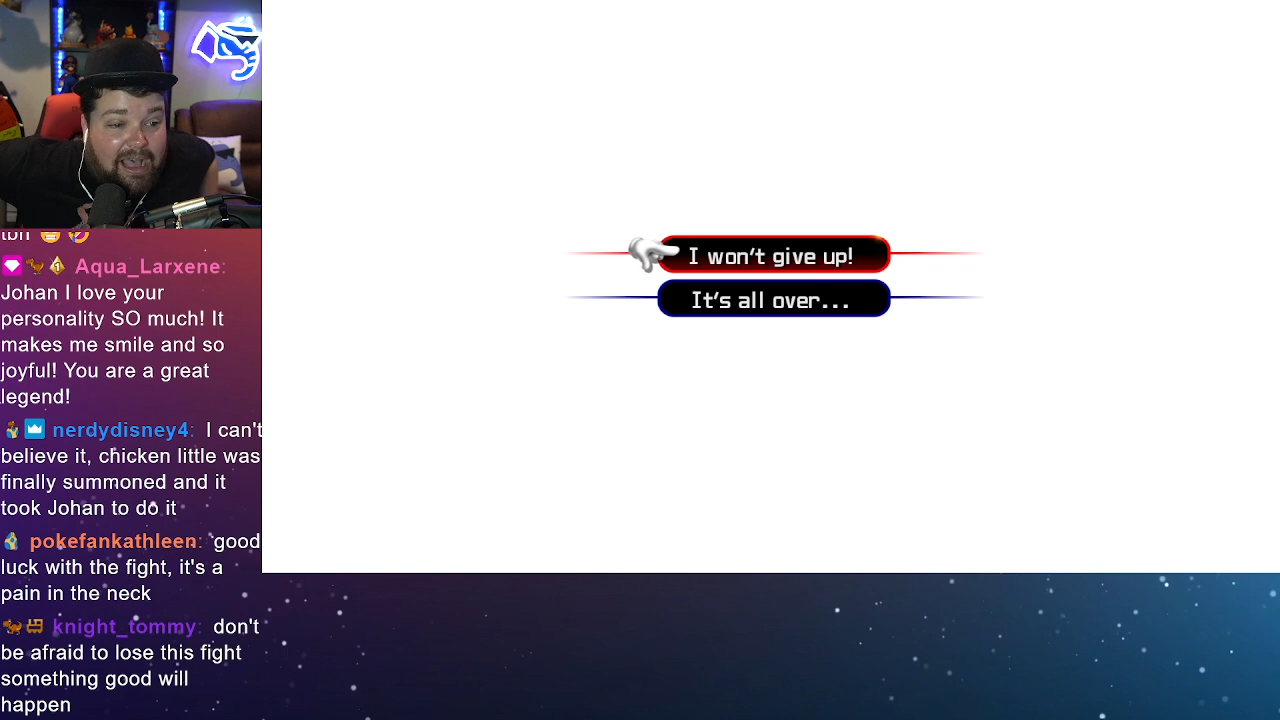 tbh
Aqua_Larxene:
Johan I love your
personality SO much! It
makes me smile and so
joyful! You are a great
legend!
nerdydisney4: I can't
believe it, chicken little was
finally summoned and it
took Johan to do it
pokefankathleen: good
luck with the fight, it's a
pain in the neck
knight_tommy: don't
be afraid to lose this fight
something good will
happen
I won't give up!
It's all over...